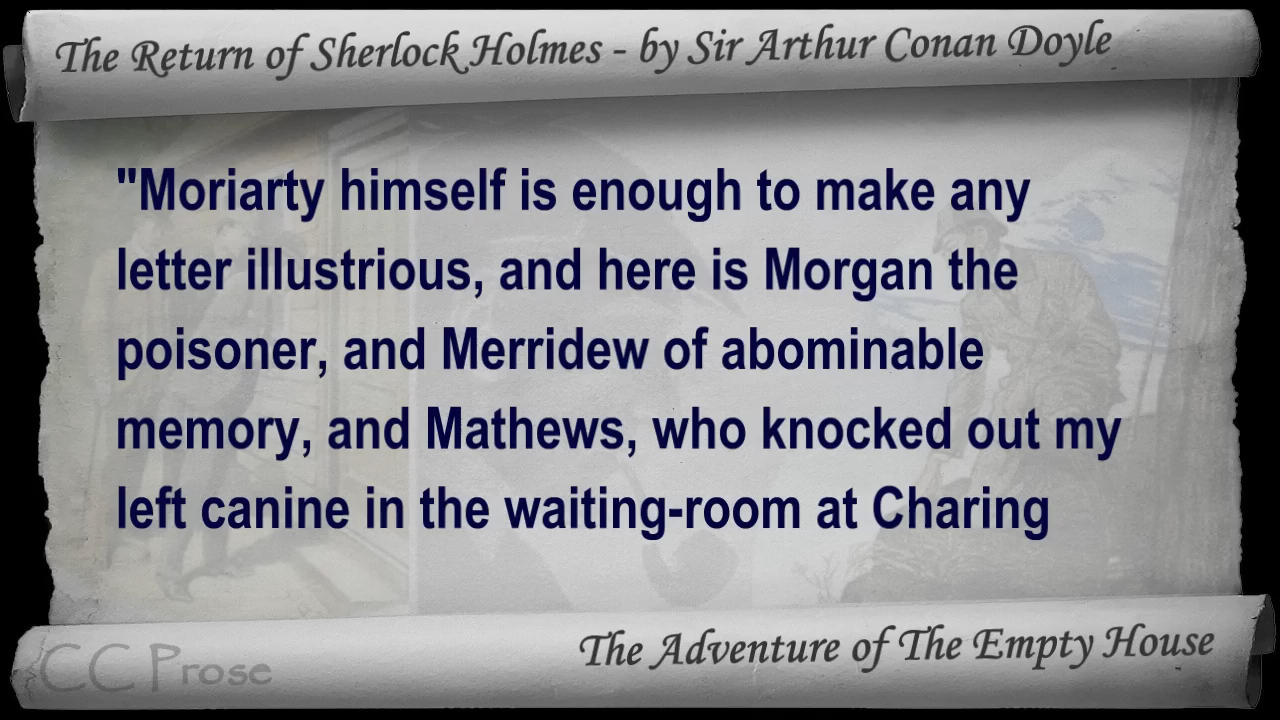 The Return of Sherlock Holmes - by Sir Arthur Conan Doyle
"Moriarty himself is enough to make any
letter illustrious, and here is Morgan the
poisoner, and Merridew of abominable
memory, and Mathews, who knocked out my
left canine in the waiting-room at Charing
The Adventure of The Empty House
CC Prose